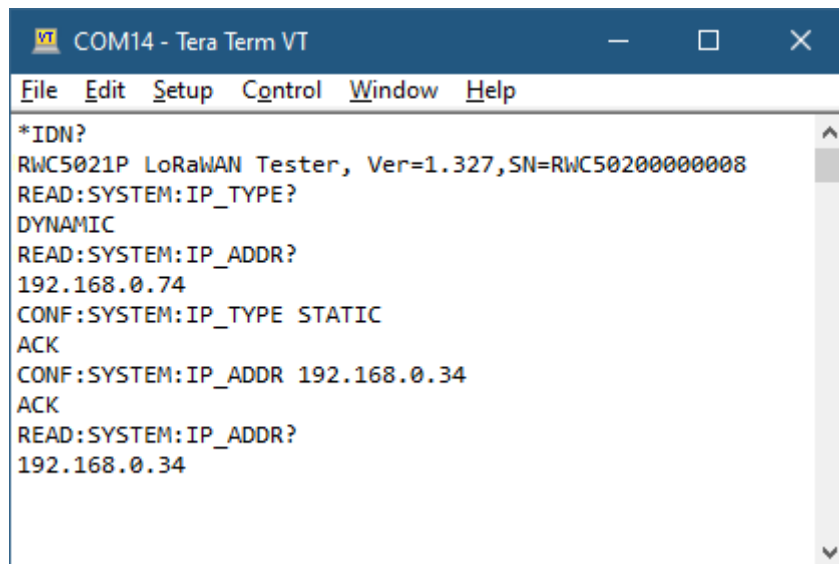 COM14 - Tera Term VT
File Edit Setup Control Window Help
*IDN?
RWC5021P LoRaWAN Tester, Ver=1.327,SN=RWC50200000008
READ:SYSTEM:IP_TYPE?
DYNAMIC
READ:SYSTEM:IP_ADDR?
192.168.0.74
CONF:SYSTEM:IP_TYPE STATIC
ACK
CONF:SYSTEM:IP_ADDR 192.168.0.34
ACK
READ:SYSTEM:IP_ADDR?
192.168.0.34